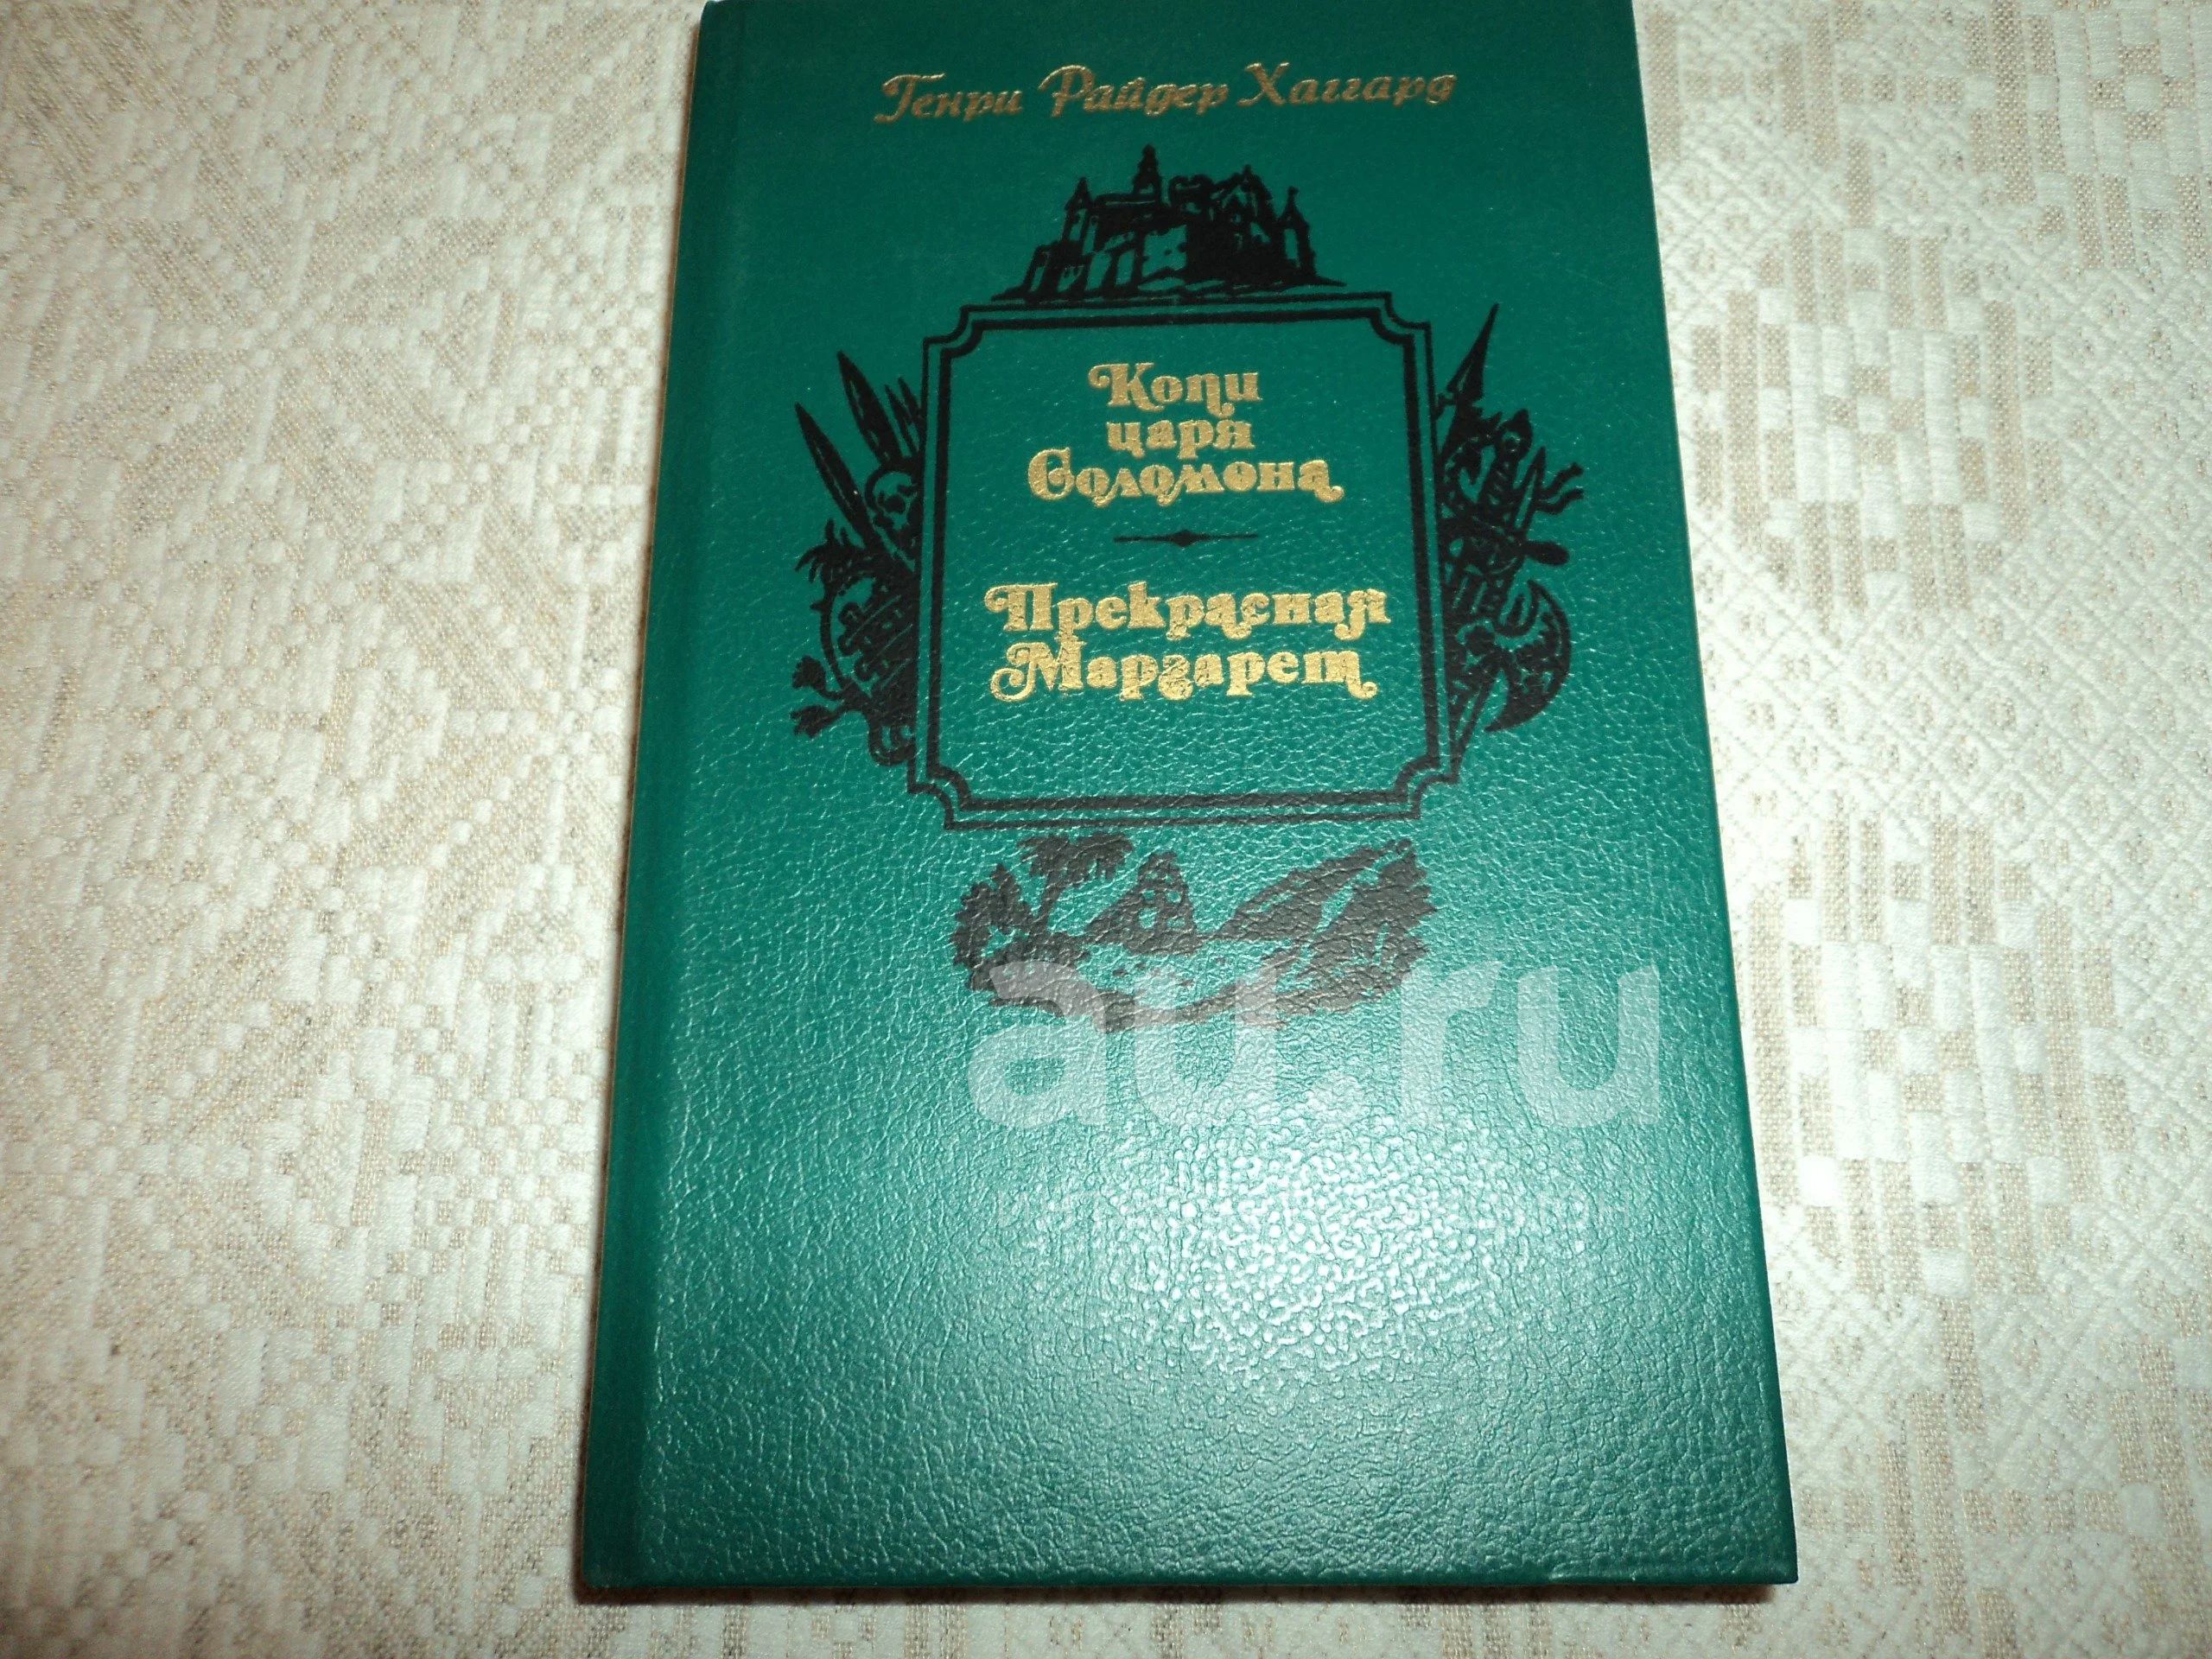 Генри Райдер Хаггард
Копи
царя
Соломона
Прекрасная
Маргарет
au.ru